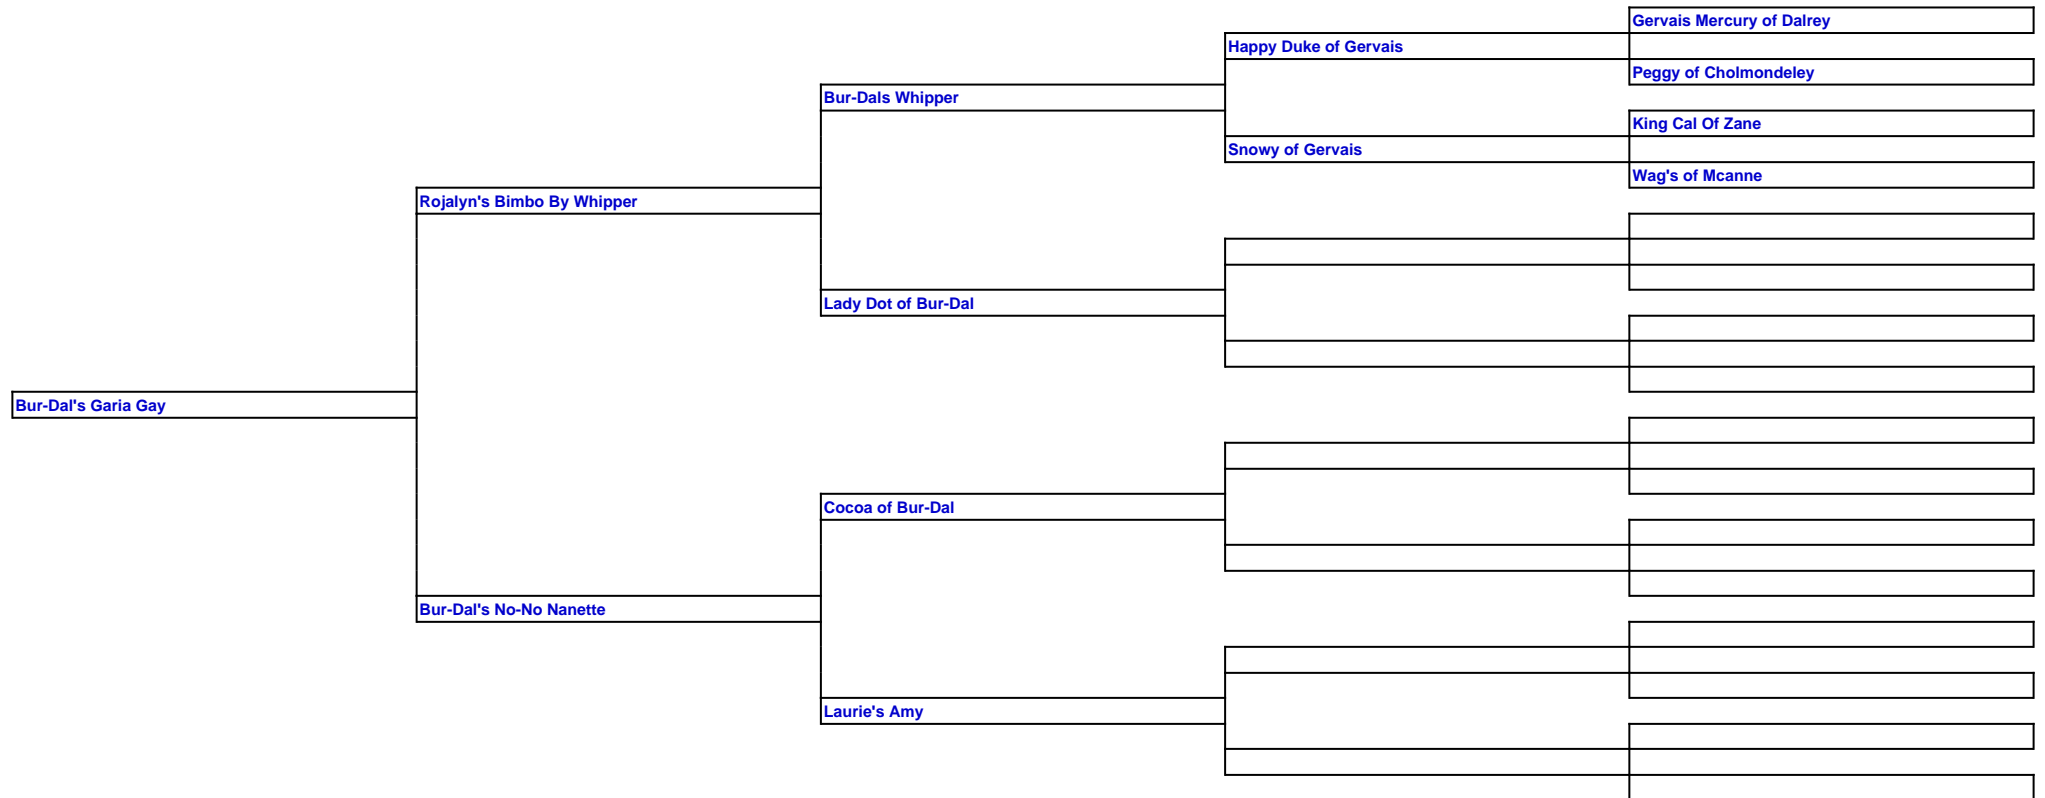 Gervais Mercury of Dalrey
Happy Duke of Gervais
Peggy of Cholmondeley
Bur-Dals Whipper
King Cal Of Zane
Snowy of Gervais
Wag's of Mcanne
Rojalyn's Bimbo By Whipper
Lady Dot of Bur-Dal
Bur-Dal's Garia Gay
Cocoa of Bur-Dal
Bur-Dal's No-No Nanette
Laurie's Amy